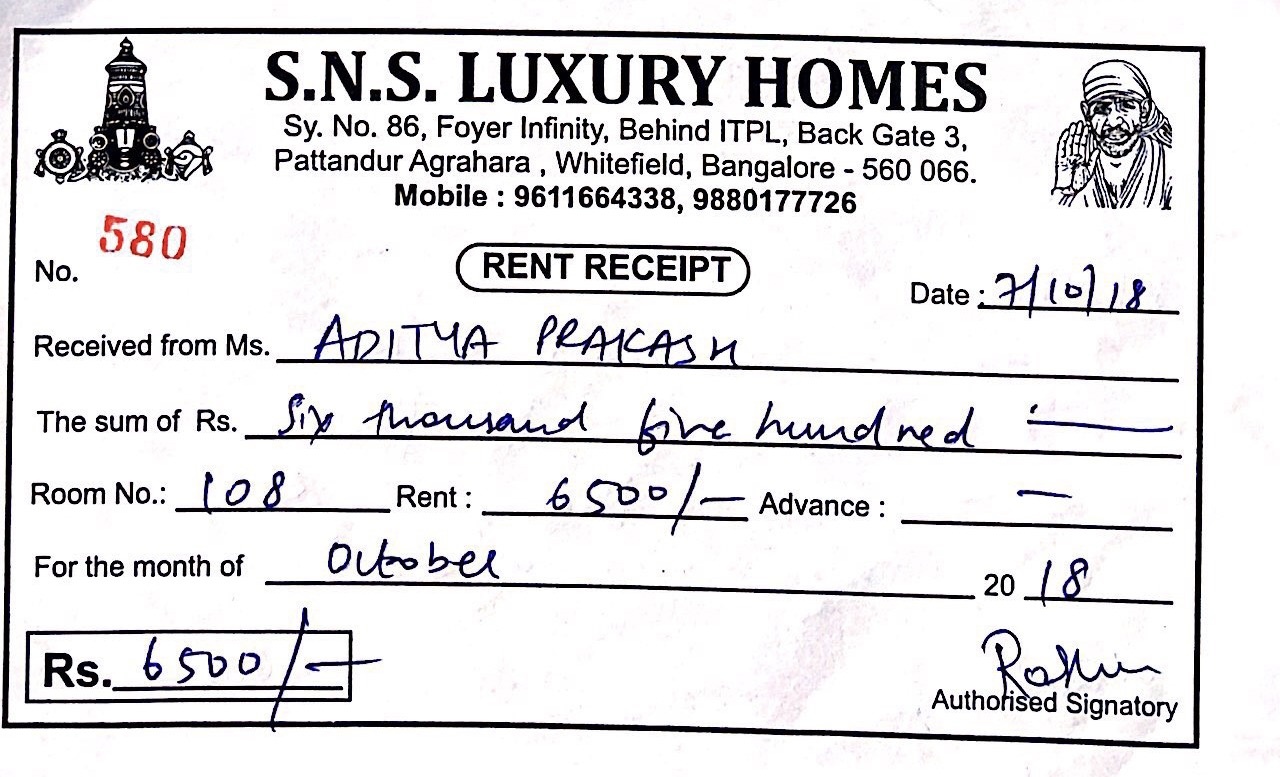 S.N.S. LUXURY HOMES
Sy. No. 86, Foyer Infinity, Behind ITPL, Back Gate 3,
Pattandur Agrahara , Whitefield, Bangalore - 560 066.
Mobile : 9611664338, 9880177726
No. 580
RENT RECEIPT
Date : 7/10/18
Received from Ms. ADITYA PRAKASH
The sum of Rs. Six thousand five hundred
Room No.: 108 Rent : 6500/- Advance : —
For the month of October 2018
Rs. 6500/-
Authorised Signatory